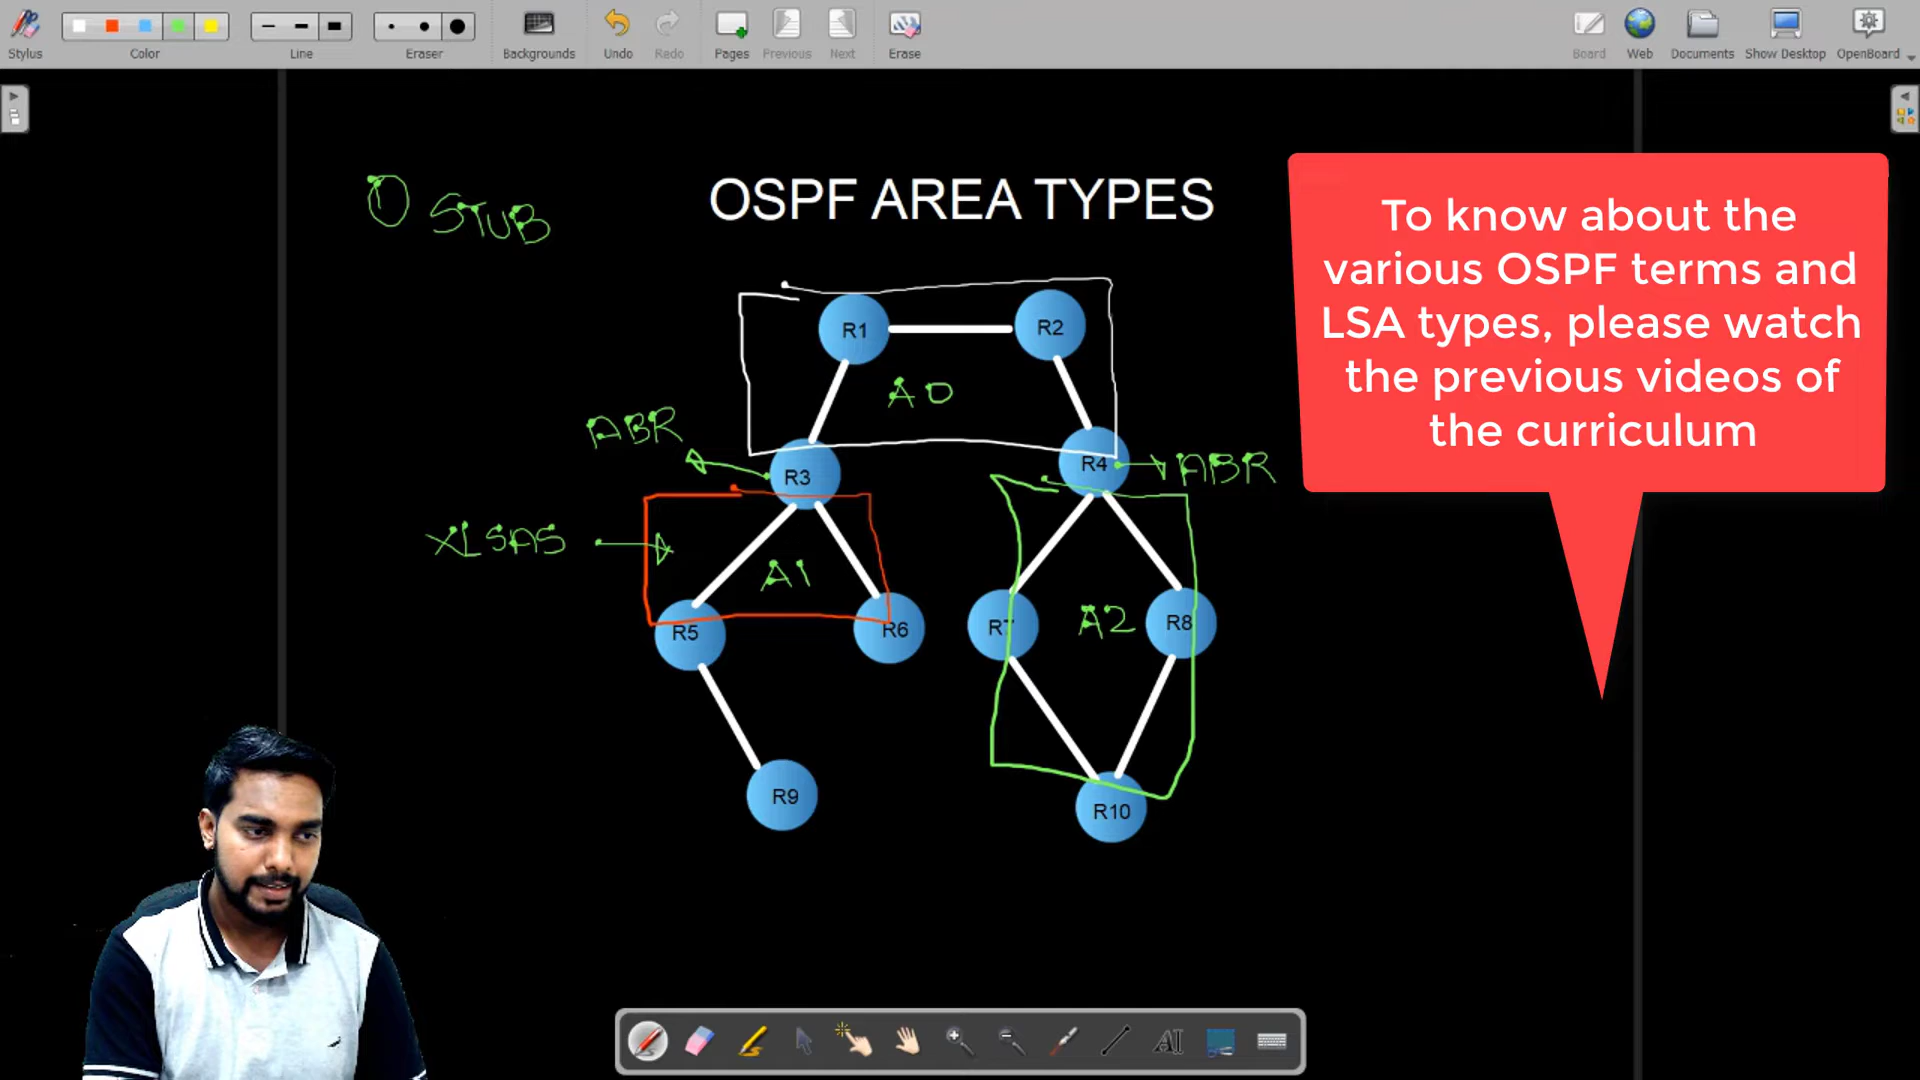 Stylus
Color
Line
Eraser
Backgrounds
Undo
Redo
Pages
Previous
Next
Erase
Board
Web
Documents
Show Desktop
OpenBoard
1 STUB
OSPF AREA TYPES
To know about the
various OSPF terms and
LSA types, please watch
the previous videos of
the curriculum
R1
R2
A0
ABR
R3
R4
ABR
XLSAS
A1
R5
R6
R7
A2
R8
R9
R10
AI